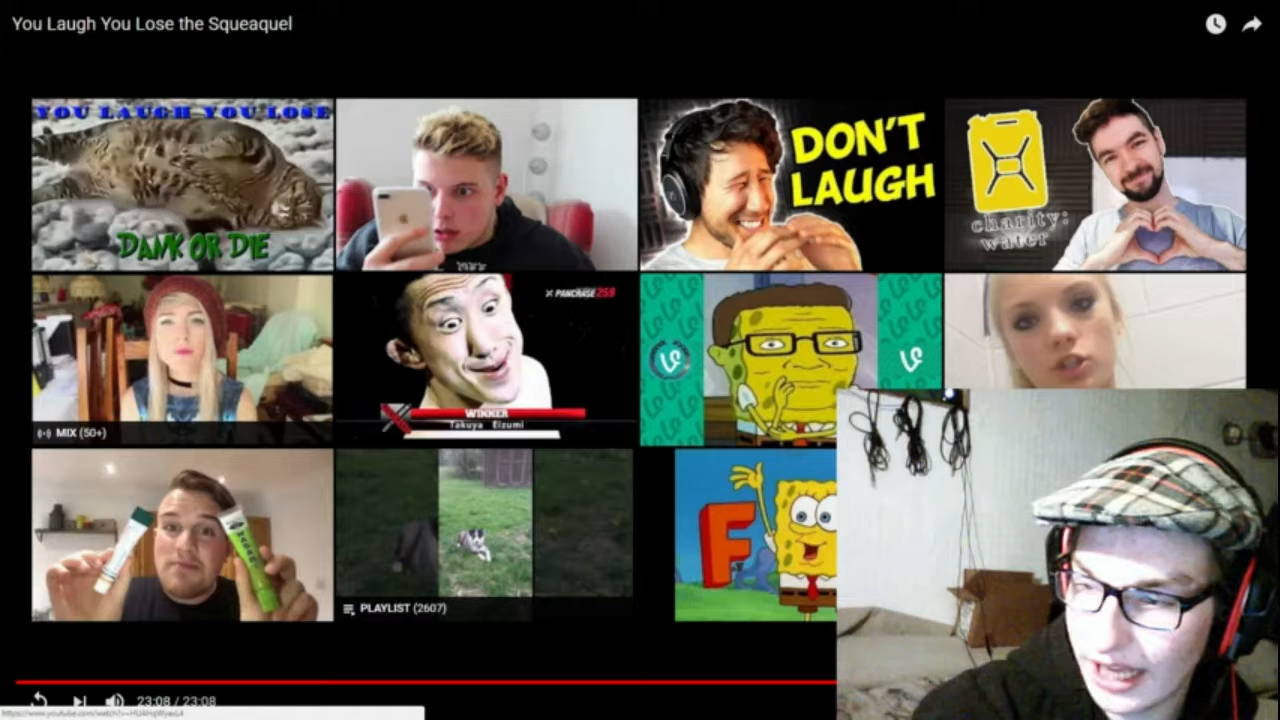 You Laugh You Lose the Squeaquel
YOU LAUGH YOU LOSE
DANK OR DIE
DON'T
LAUGH
charity:
water
PANCRASE 259
WINNER
Takuya Eizumi
MIX (50+)
F
PLAYLIST (2607)
23:08 / 23:08